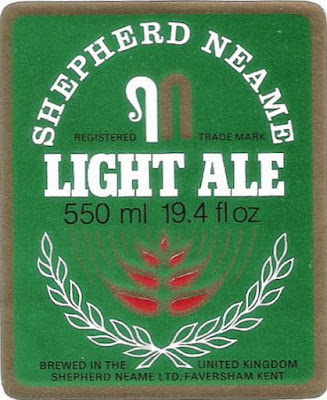 SHEPHERD NEAME
REGISTERED TRADE MARK
LIGHT ALE
550 ml 19.4 fl oz
BREWED IN THE UNITED KINGDOM
SHEPHERD NEAME LTD. FAVERSHAM KENT